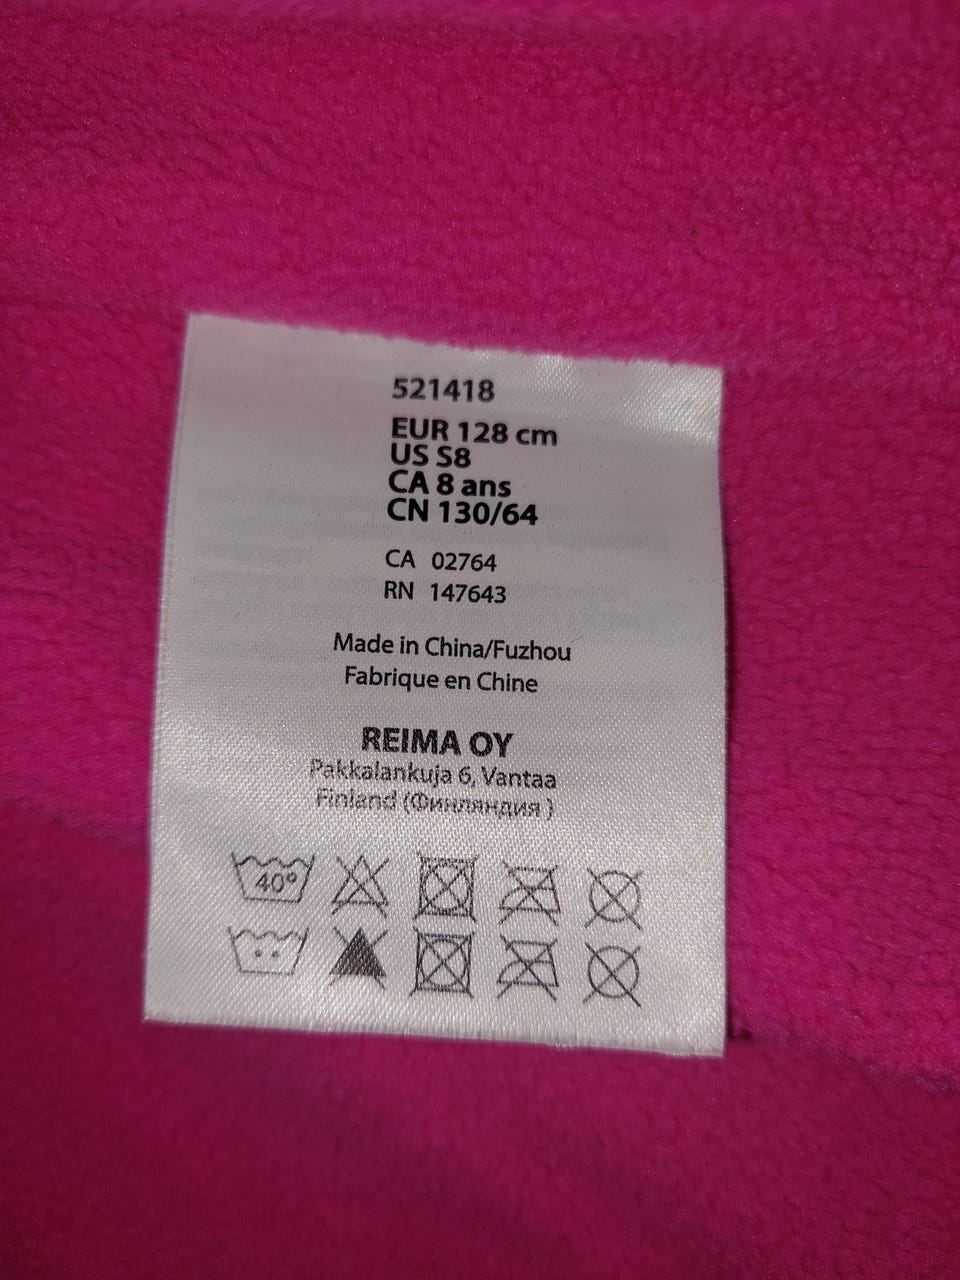 521418
EUR 128 cm
US S8
CA 8 ans
CN 130/64
CA 02764
RN 147643
Made in China/Fuzhou
Fabrique en Chine
REIMA OY
Pakkalankuja 6, Vantaa
Finland (Финляндия )
40°